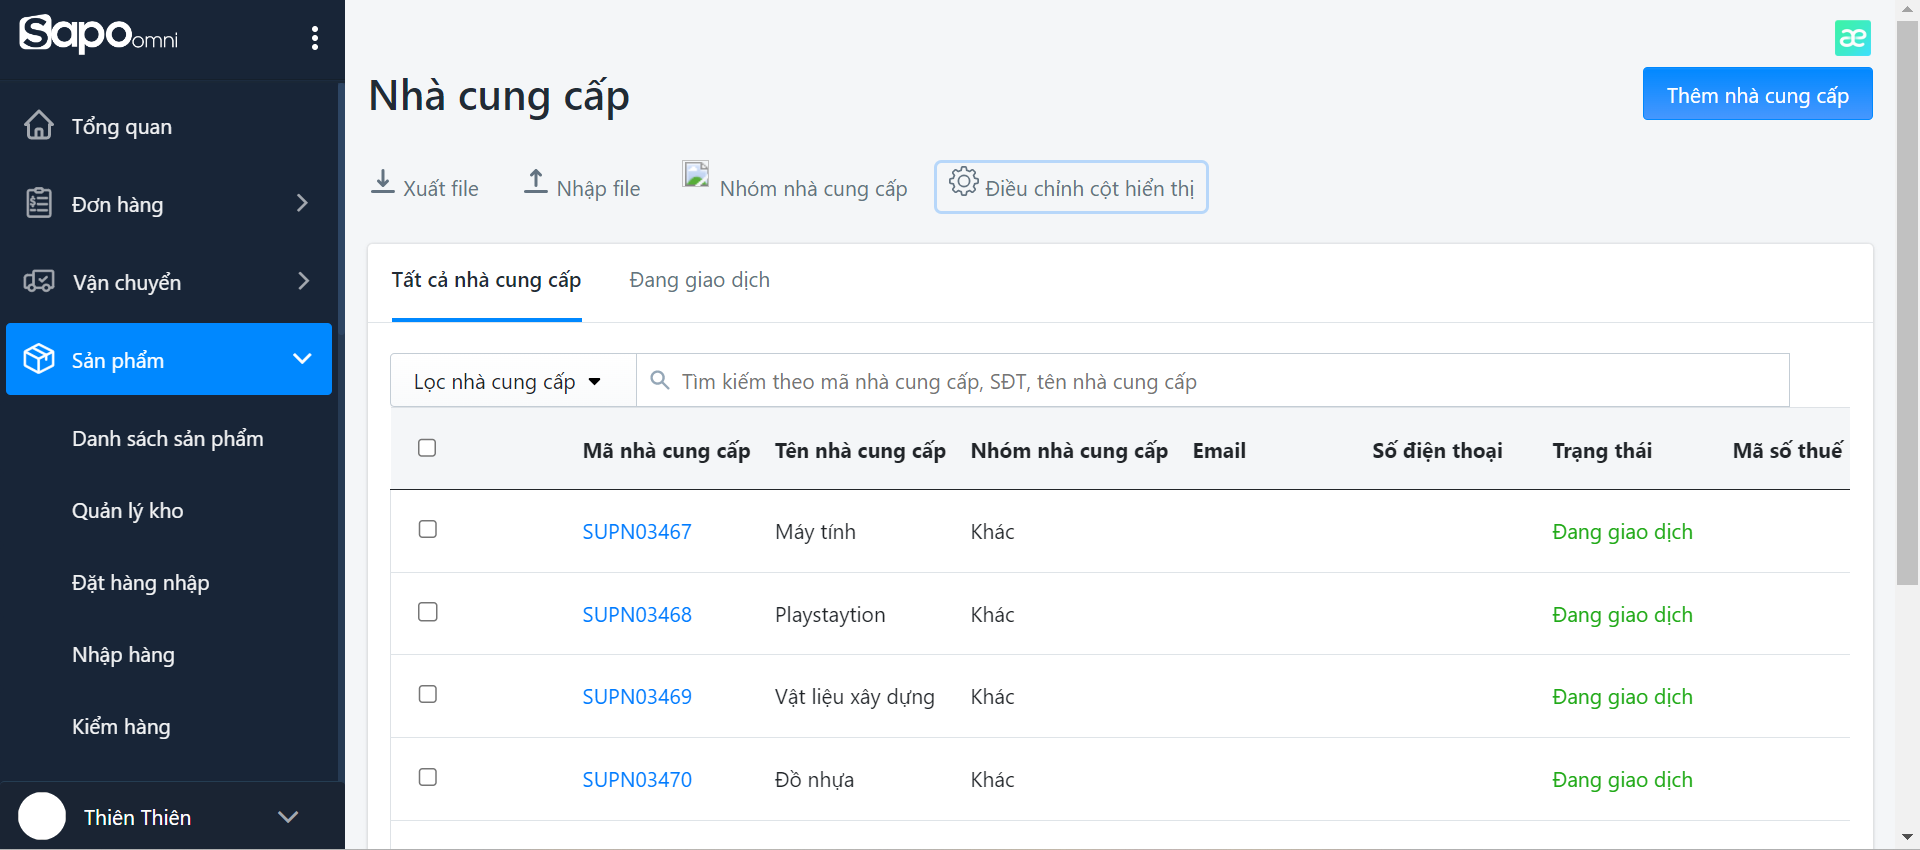 Sapo omni
Tổng quan
Đơn hàng
Vận chuyển
Sản phẩm
Danh sách sản phẩm
Quản lý kho
Đặt hàng nhập
Nhập hàng
Kiểm hàng
Thiên Thiên
æ
Nhà cung cấp
Thêm nhà cung cấp
Xuất file Nhập file Nhóm nhà cung cấp Điều chỉnh cột hiển thị
Tất cả nhà cung cấp Đang giao dịch
Lọc nhà cung cấp Tìm kiếm theo mã nhà cung cấp, SĐT, tên nhà cung cấp
Mã nhà cung cấp Tên nhà cung cấp Nhóm nhà cung cấp Email Số điện thoại Trạng thái Mã số thuế
SUPN03467 Máy tính Khác Đang giao dịch
SUPN03468 Playstaytion Khác Đang giao dịch
SUPN03469 Vật liệu xây dựng Khác Đang giao dịch
SUPN03470 Đồ nhựa Khác Đang giao dịch